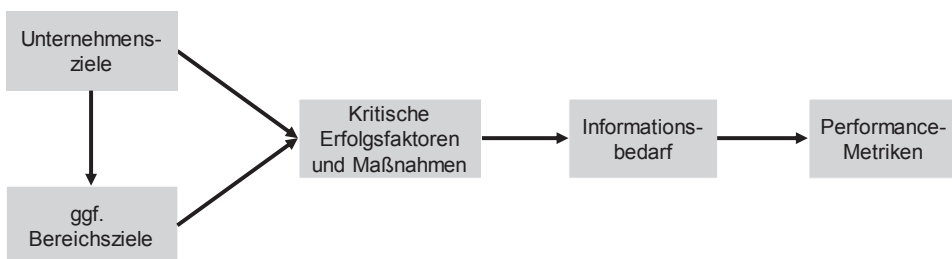 Unternehmens-
ziele
Kritische
Erfolgsfaktoren
und Maßnahmen
Informations-
bedarf
Performance-
Metriken
ggf.
Bereichsziele